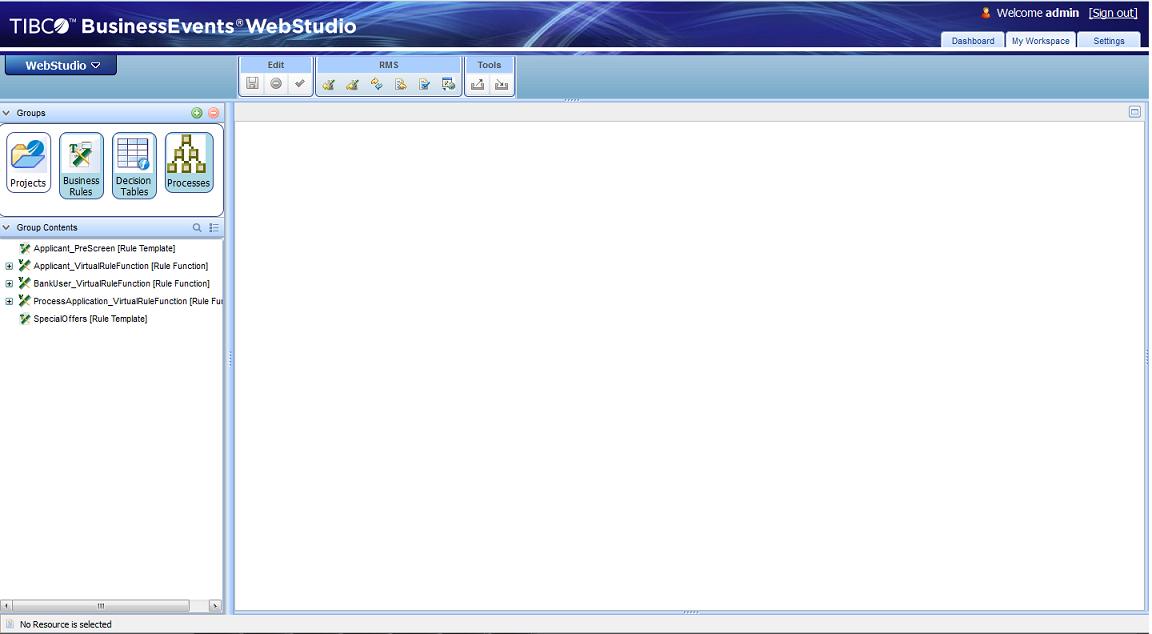 TIBCO™ BusinessEvents® WebStudio
Welcome admin [Sign out]
Dashboard My Workspace Settings
WebStudio
Edit RMS Tools
Groups
Projects
Business
Rules
Decision
Tables
Processes
Group Contents
Applicant_PreScreen [Rule Template]
Applicant_VirtualRuleFunction [Rule Function]
BankUser_VirtualRuleFunction [Rule Function]
ProcessApplication_VirtualRuleFunction [Rule Fu
SpecialOffers [Rule Template]
No Resource is selected